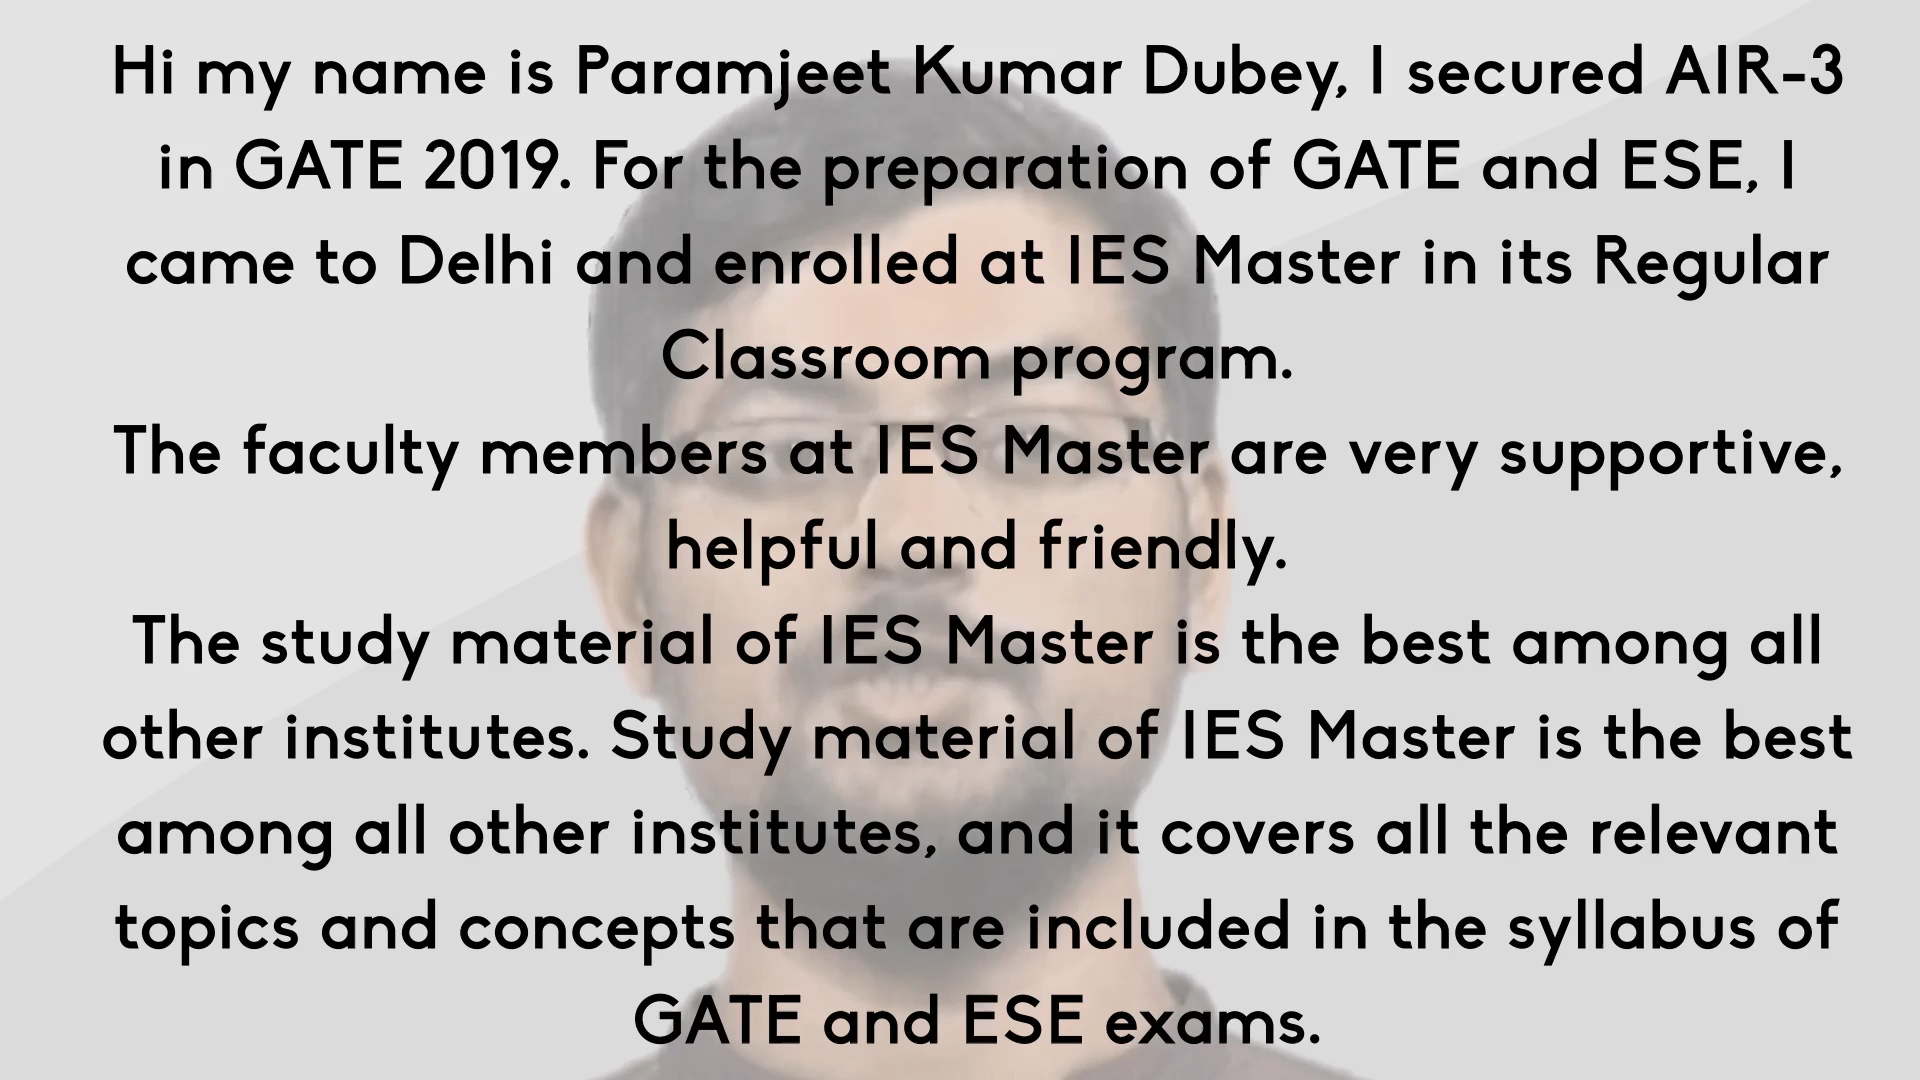 Hi my name is Paramjeet Kumar Dubey, I secured AIR-3
in GATE 2019. For the preparation of GATE and ESE, I
came to Delhi and enrolled at IES Master in its Regular
Classroom program.
The faculty members at IES Master are very supportive,
helpful and friendly.
The study material of IES Master is the best among all
other institutes. Study material of IES Master is the best
among all other institutes, and it covers all the relevant
topics and concepts that are included in the syllabus of
GATE and ESE exams.